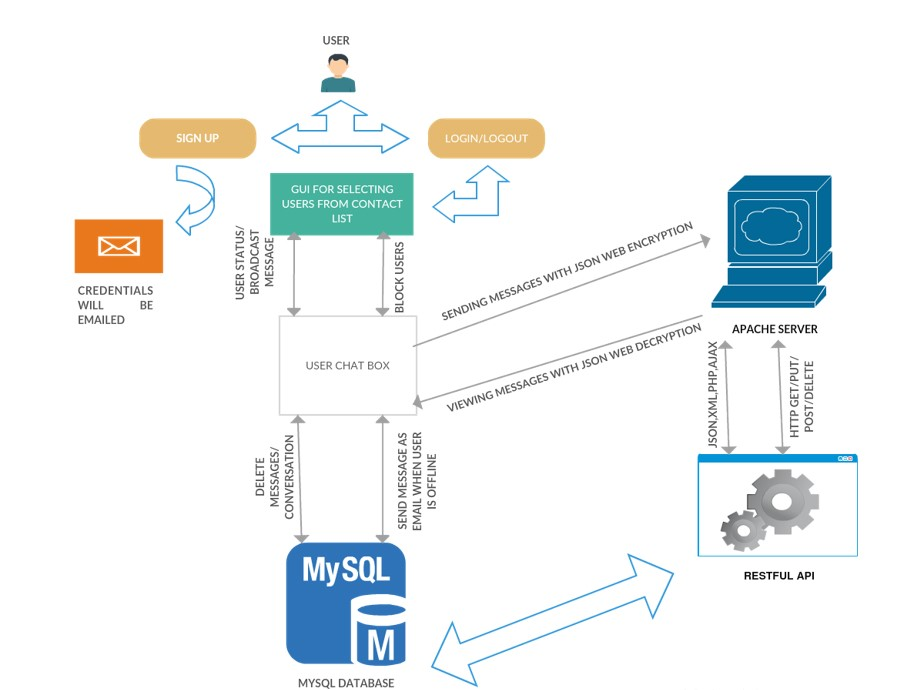 USER
SIGN UP
LOGIN/LOGOUT
GUI FOR SELECTING
USERS FROM CONTACT
LIST
CREDENTIALS
WILL BE
EMAILED
USER STATUS/
BROADCAST
MESSAGE
BLOCK USERS
SENDING MESSAGES WITH JSON WEB ENCRYPTION
APACHE SERVER
USER CHAT BOX
VIEWING MESSAGES WITH JSON WEB DECRYPTION
JSON,XML,PHP,AJAX
HTTP GET/PUT/
POST/DELETE
DELETE
MESSAGES/
CONVERSATION
SEND MESSAGE AS
EMAIL WHEN USER
IS OFFLINE
RESTFUL API
MySQL
M
MYSQL DATABASE